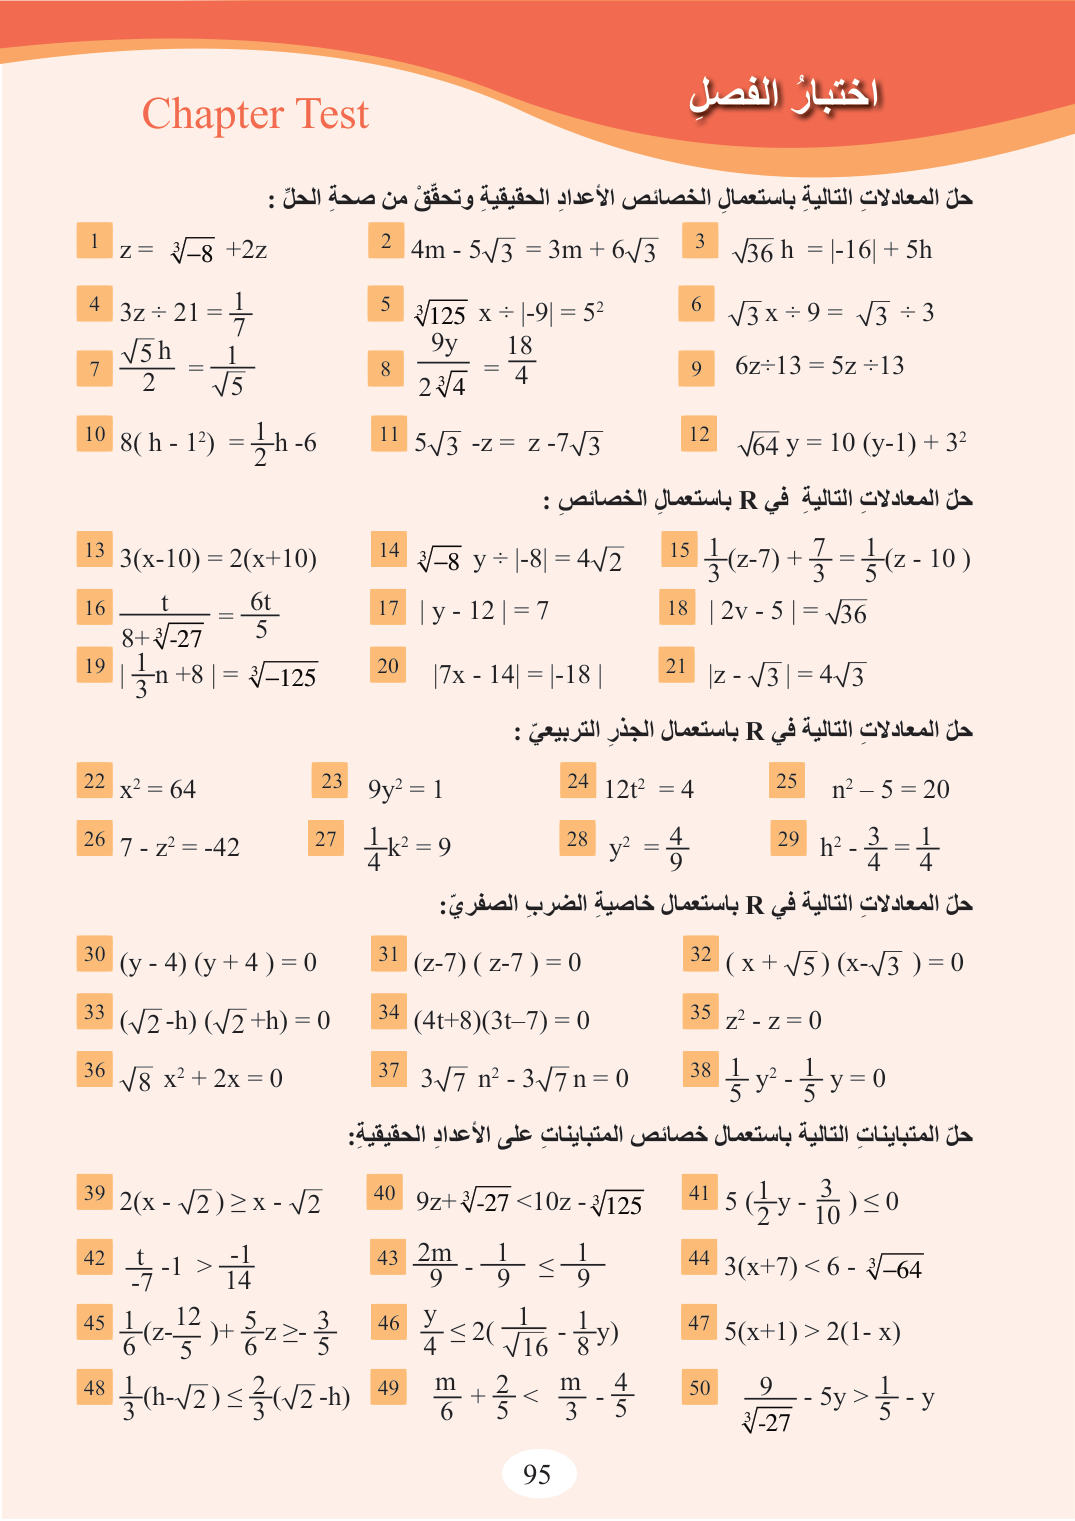 Chapter Test
اختبارُ الفصلِ
حلّ المعادلاتِ التاليةِ باستعمالِ الخصائص الأعدادِ الحقيقيةِ وتحقّقْ من صحةِ الحلِّ :
1 z = ∛–8 +2z 2 4m - 5√3 = 3m + 6√3 3 √36 h = |-16| + 5h
4 3z ÷ 21 = 1/7 5 ∛125 x ÷ |-9| = 5² 6 √3 x ÷ 9 = √3 ÷ 3
7 √5 h/2 = 1/√5 8 9y/2∛4 = 18/4 9 6z÷13 = 5z ÷13
10 8( h - 1²) = 1/2 h -6 11 5√3 -z = z -7√3 12 √64 y = 10 (y-1) + 3²
حلّ المعادلاتِ التاليةِ في R باستعمالِ الخصائصِ :
13 3(x-10) = 2(x+10) 14 ∛–8 y ÷ |-8| = 4√2 15 1/3 (z-7) + 7/3 = 1/5 (z - 10 )
16 t/8+∛-27 = 6t/5 17 | y - 12 | = 7 18 | 2v - 5 | = √36
19 | 1/3 n +8 | = ∛–125 20 |7x - 14| = |-18 | 21 |z - √3 | = 4√3
حلّ المعادلاتِ التالية في R باستعمال الجذرِ التربيعيّ :
22 x² = 64 23 9y² = 1 24 12t² = 4 25 n² – 5 = 20
26 7 - z² = -42 27 1/4 k² = 9 28 y² = 4/9 29 h² - 3/4 = 1/4
حلّ المعادلاتِ التالية في R باستعمال خاصيةِ الضربِ الصفريّ:
30 (y - 4) (y + 4 ) = 0 31 (z-7) ( z-7 ) = 0 32 ( x + √5 ) (x-√3 ) = 0
33 (√2 -h) (√2 +h) = 0 34 (4t+8)(3t–7) = 0 35 z² - z = 0
36 √8 x² + 2x = 0 37 3√7 n² - 3√7 n = 0 38 1/5 y² - 1/5 y = 0
حلّ المتبايناتِ التالية باستعمال خصائص المتبايناتِ على الأعدادِ الحقيقيةِ:
39 2(x - √2 ) ≥ x - √2 40 9z+∛-27 <10z -∛125 41 5 (1/2 y - 3/10 ) ≤ 0
42 t/-7 -1 > -1/14 43 2m/9 - 1/9 ≤ 1/9 44 3(x+7) < 6 - ∛–64
45 1/6 (z- 12/5 )+ 5/6 z ≥- 3/5 46 y/4 ≤ 2( 1/√16 - 1/8 y) 47 5(x+1) > 2(1- x)
48 1/3 (h-√2 ) ≤ 2/3 (√2 -h) 49 m/6 + 2/5 < m/3 - 4/5 50 9/∛-27 - 5y > 1/5 - y
95